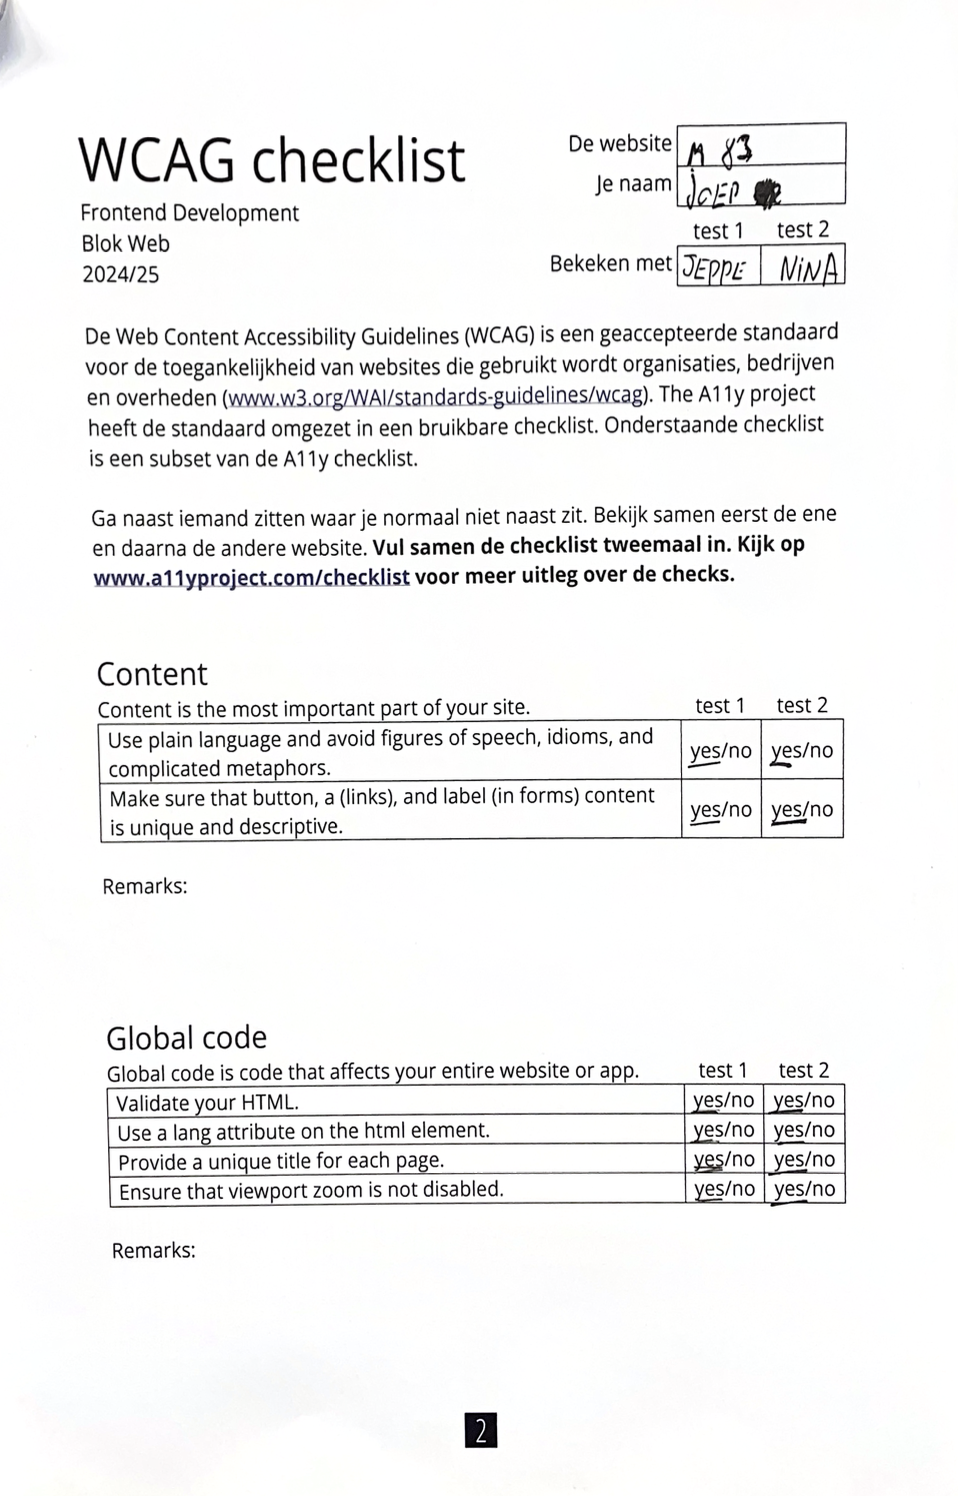 WCAG checklist
Frontend Development
Blok Web
2024/25
De website M 83
Je naam JOEP
test 1 test 2
Bekeken met JEPPE NINA
De Web Content Accessibility Guidelines (WCAG) is een geaccepteerde standaard
voor de toegankelijkheid van websites die gebruikt wordt organisaties, bedrijven
en overheden (www.w3.org/WAI/standards-guidelines/wcag). The A11y project
heeft de standaard omgezet in een bruikbare checklist. Onderstaande checklist
is een subset van de A11y checklist.
Ga naast iemand zitten waar je normaal niet naast zit. Bekijk samen eerst de ene
en daarna de andere website. Vul samen de checklist tweemaal in. Kijk op
www.a11yproject.com/checklist voor meer uitleg over de checks.
Content
Content is the most important part of your site. test 1 test 2
Use plain language and avoid figures of speech, idioms, and
complicated metaphors. yes/no yes/no
Make sure that button, a (links), and label (in forms) content
is unique and descriptive. yes/no yes/no
Remarks:
Global code
Global code is code that affects your entire website or app. test 1 test 2
Validate your HTML. yes/no yes/no
Use a lang attribute on the html element. yes/no yes/no
Provide a unique title for each page. yes/no yes/no
Ensure that viewport zoom is not disabled. yes/no yes/no
Remarks:
2